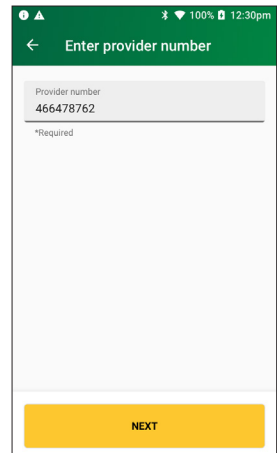 100% 12:30pm
Enter provider number
Provider number
466478762
*Required
NEXT